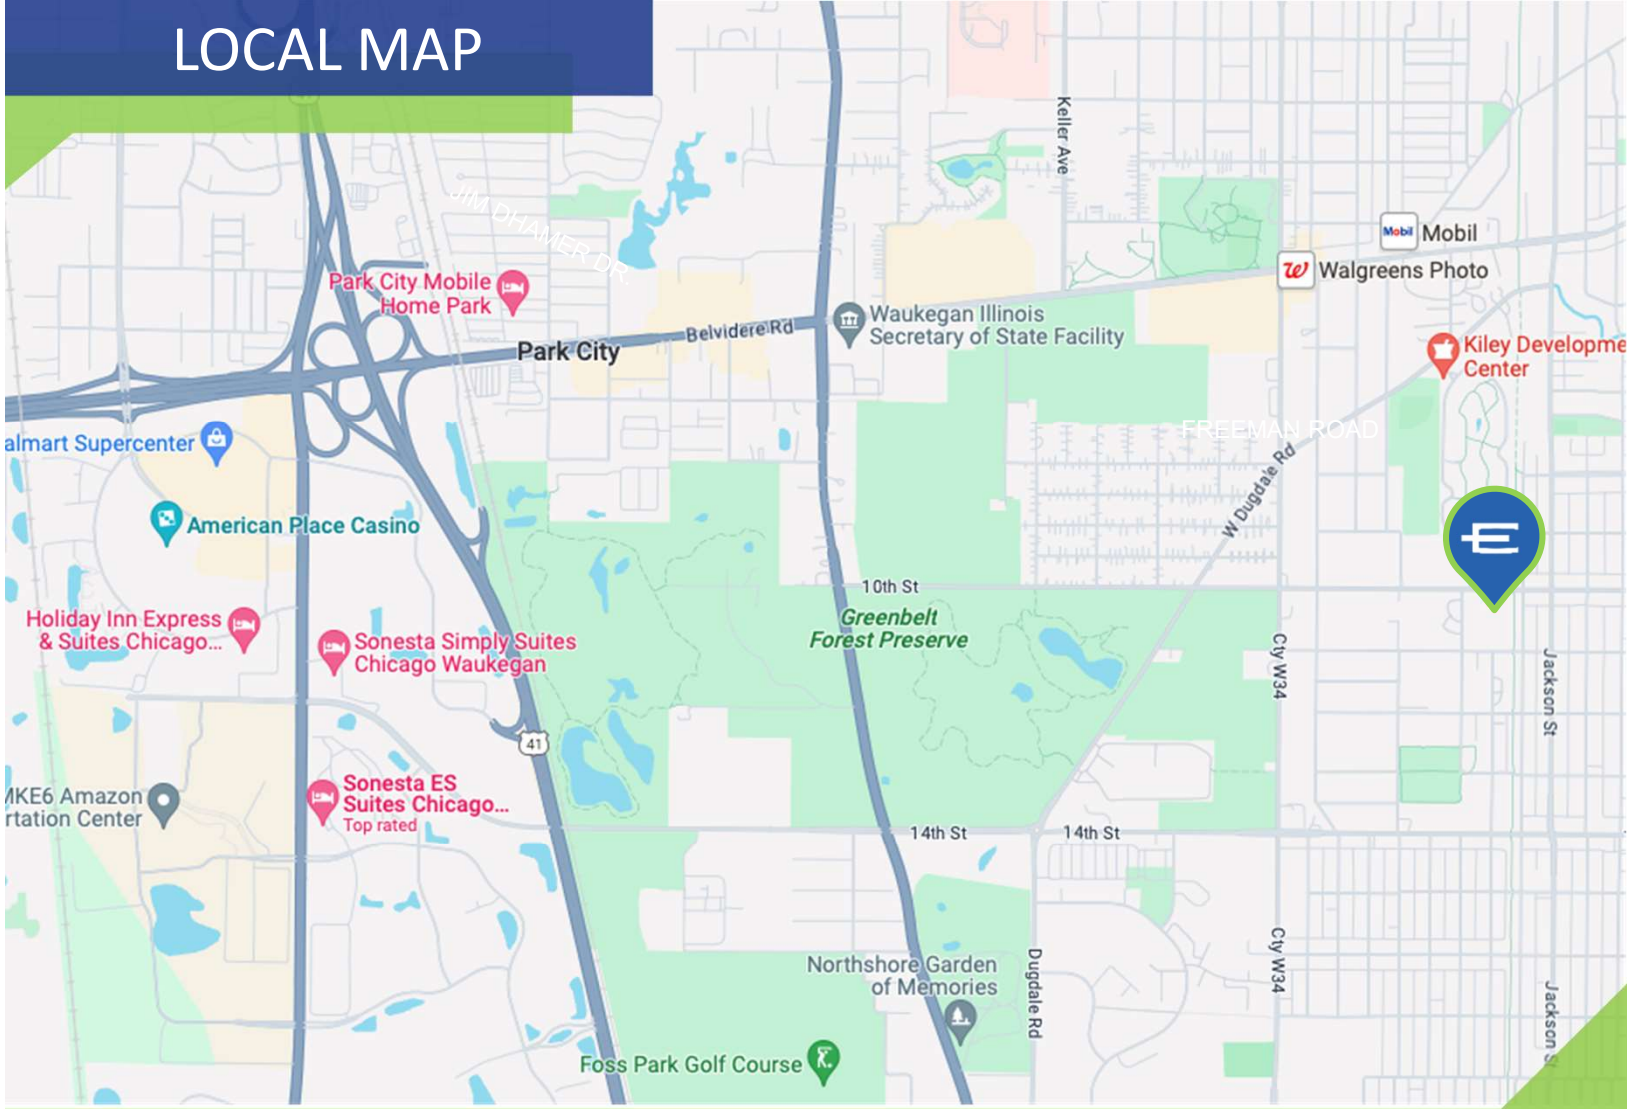 LOCAL MAP
Keller Ave
JIM DHAMER DR.
Mobil
Mobil
Walgreens Photo
Park City Mobile
Home Park
Waukegan Illinois
Secretary of State Facility
Belvidere Rd
Park City
Kiley Developme
Center
FREEMAN ROAD
almart Supercenter
W Dugdale Rd
American Place Casino
10th St
Greenbelt
Forest Preserve
Holiday Inn Express
& Suites Chicago...
Sonesta Simply Suites
Chicago Waukegan
Cty W34
Jackson St
41
Sonesta ES
Suites Chicago...
Top rated
MKE6 Amazon
rtation Center
14th St
14th St
Northshore Garden
of Memories
Dugdale Rd
Cty W34
Jackson St
Foss Park Golf Course